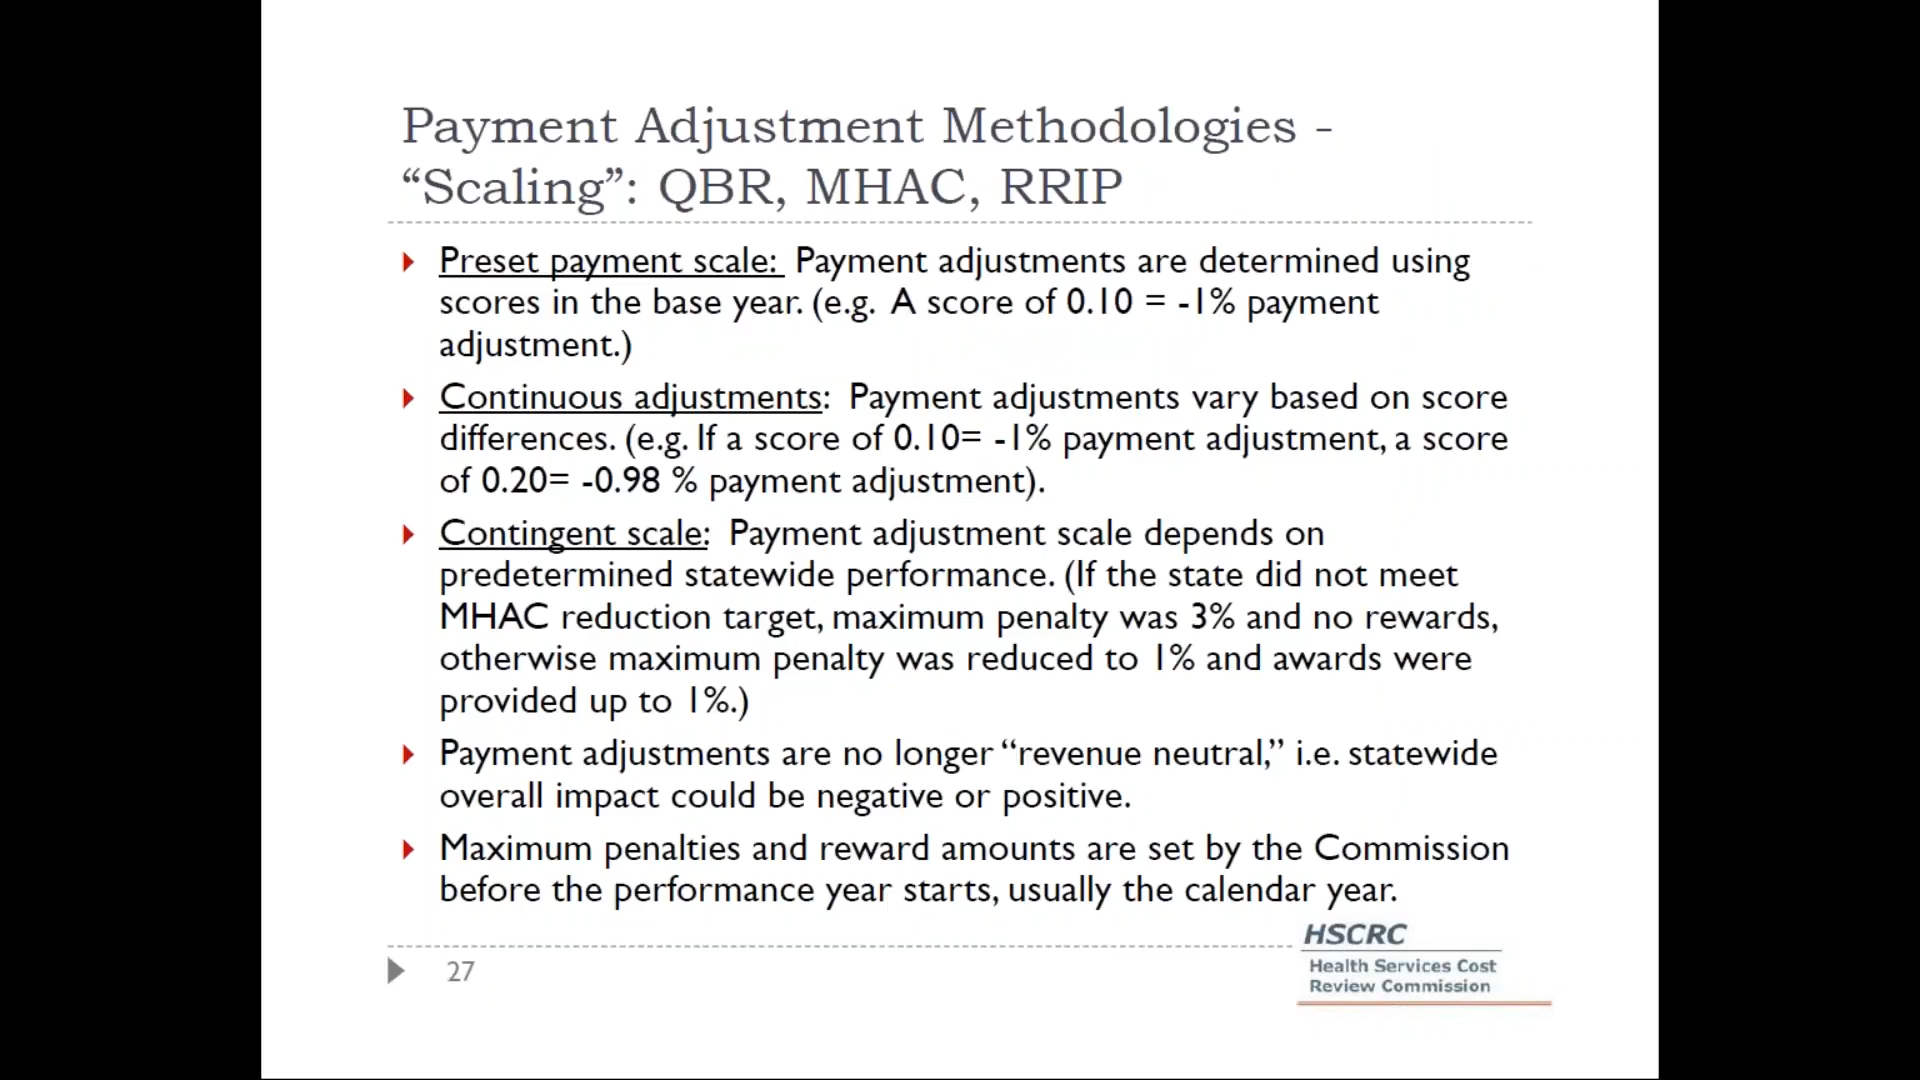 Payment Adjustment Methodologies -
“Scaling”: QBR, MHAC, RRIP
Preset payment scale: Payment adjustments are determined using
scores in the base year. (e.g. A score of 0.10 = -1% payment
adjustment.)
Continuous adjustments: Payment adjustments vary based on score
differences. (e.g. If a score of 0.10= -1% payment adjustment, a score
of 0.20= -0.98 % payment adjustment).
Contingent scale: Payment adjustment scale depends on
predetermined statewide performance. (If the state did not meet
MHAC reduction target, maximum penalty was 3% and no rewards,
otherwise maximum penalty was reduced to 1% and awards were
provided up to 1%.)
Payment adjustments are no longer “revenue neutral,” i.e. statewide
overall impact could be negative or positive.
Maximum penalties and reward amounts are set by the Commission
before the performance year starts, usually the calendar year.
27
HSCRC
Health Services Cost
Review Commission